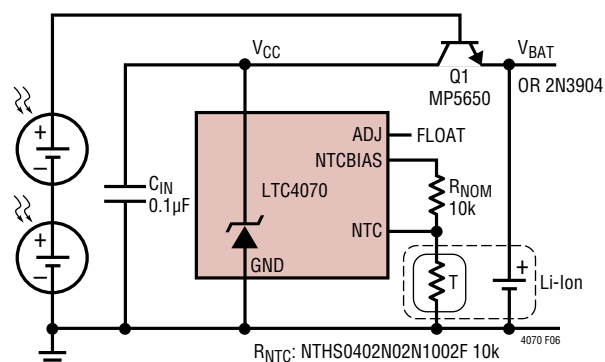 VCC
VBAT
Q1
MP5650
OR 2N3904
ADJ
FLOAT
NTCBIAS
CIN
0.1µF
LTC4070
RNOM
10k
NTC
GND
T
+
Li-Ion
+
−
+
−
RNTC: NTHS0402N02N1002F 10k
4070 F06